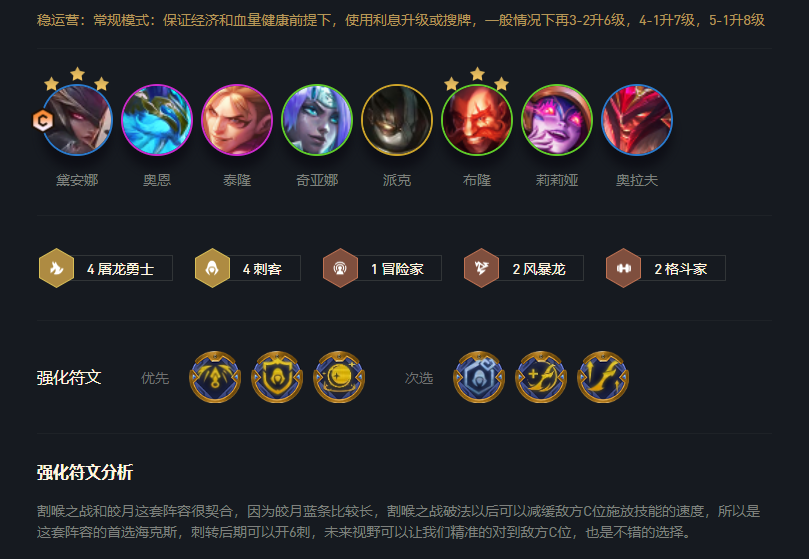 稳运营：常规模式：保证经济和血量健康前提下，使用利息升级或搜牌，一般情况下再3-2升6级，4-1升7级，5-1升8级
C
黛安娜 奥恩 泰隆 奇亚娜 派克 布隆 莉莉娅 奥拉夫
4 屠龙勇士 4 刺客 1 冒险家 2 风暴龙 2 格斗家
强化符文 优先 次选
强化符文分析
割喉之战和皎月这套阵容很契合，因为皎月蓝条比较长，割喉之战破法以后可以减缓敌方C位施放技能的速度，所以是
这套阵容的首选海克斯，刺转后期可以开6刺，未来视野可以让我们精准的对到敌方C位，也是不错的选择。